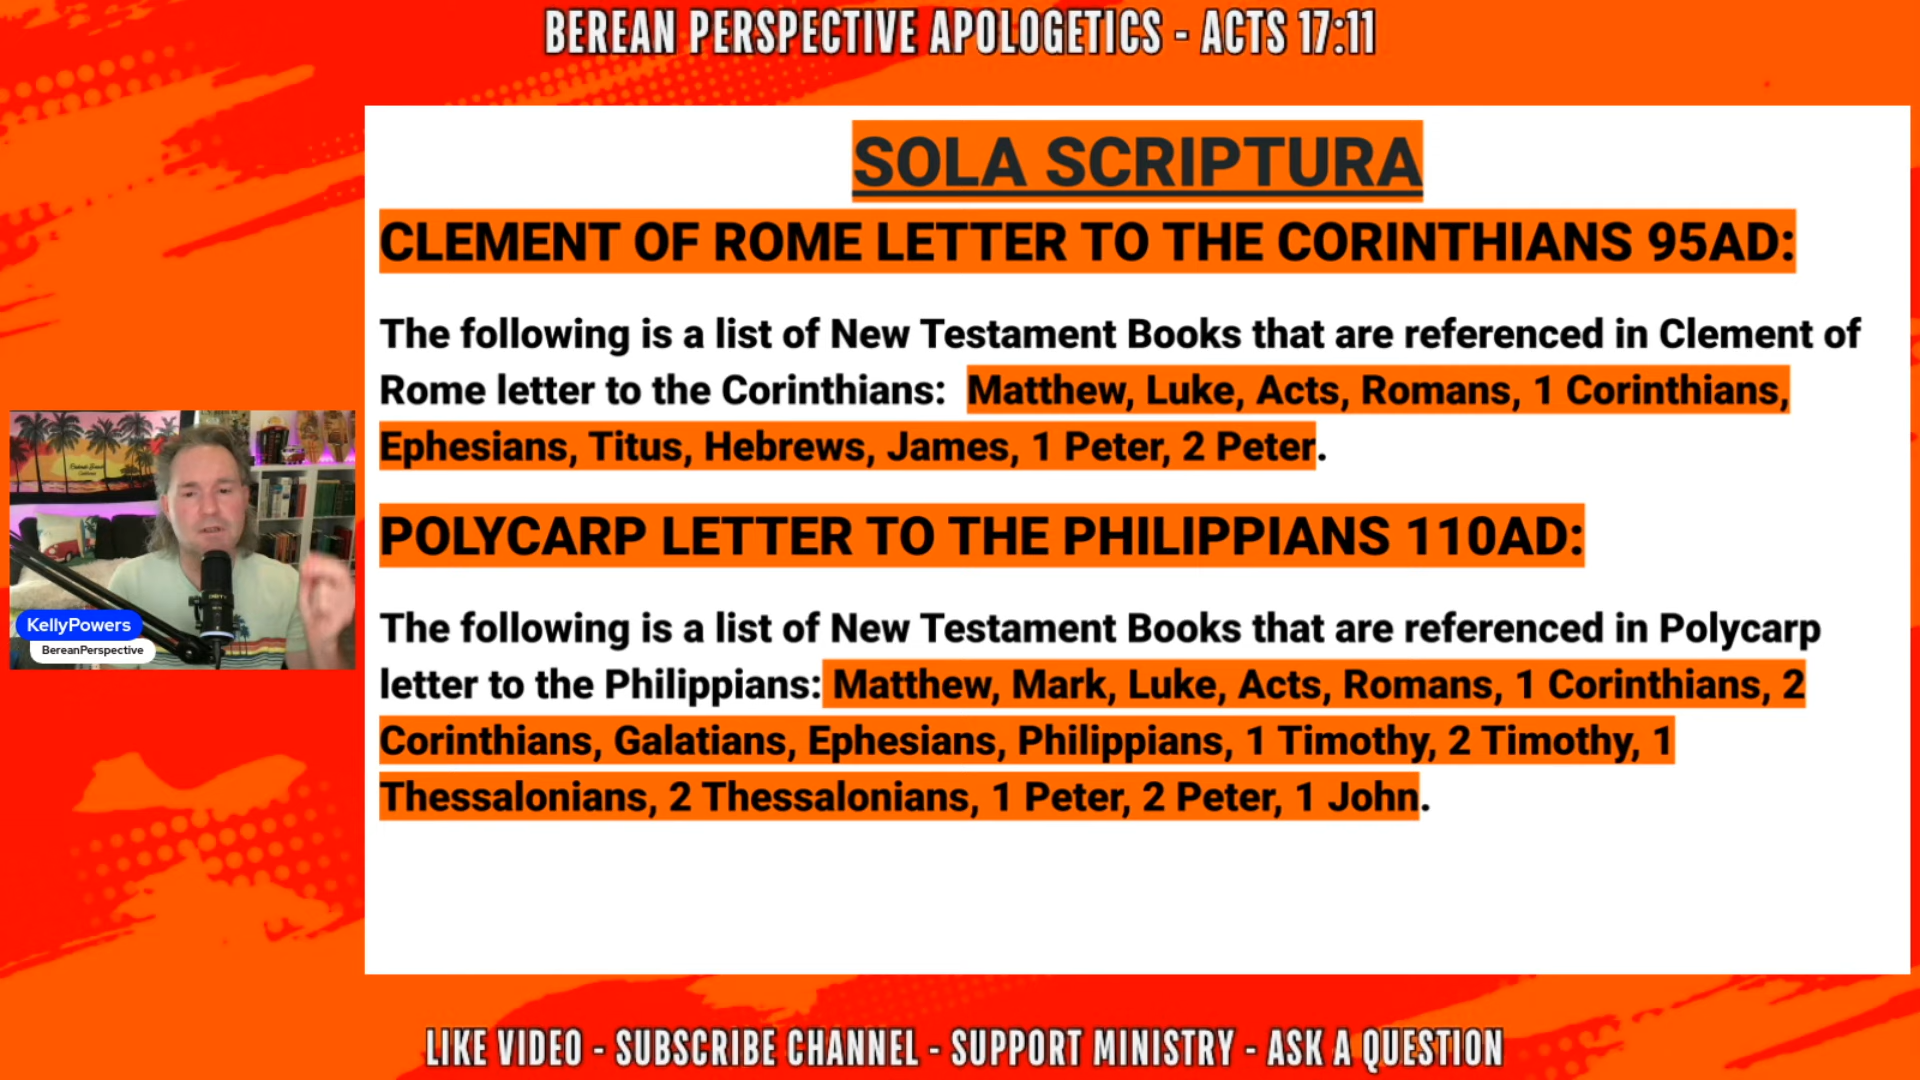 BEREAN PERSPECTIVE APOLOGETICS - ACTS 17:11
SOLA SCRIPTURA
CLEMENT OF ROME LETTER TO THE CORINTHIANS 95AD:
The following is a list of New Testament Books that are referenced in Clement of
Rome letter to the Corinthians: Matthew, Luke, Acts, Romans, 1 Corinthians,
Ephesians, Titus, Hebrews, James, 1 Peter, 2 Peter.
POLYCARP LETTER TO THE PHILIPPIANS 110AD:
The following is a list of New Testament Books that are referenced in Polycarp
letter to the Philippians: Matthew, Mark, Luke, Acts, Romans, 1 Corinthians, 2
Corinthians, Galatians, Ephesians, Philippians, 1 Timothy, 2 Timothy, 1
Thessalonians, 2 Thessalonians, 1 Peter, 2 Peter, 1 John.
KellyPowers
BereanPerspective
LIKE VIDEO - SUBSCRIBE CHANNEL - SUPPORT MINISTRY - ASK A QUESTION